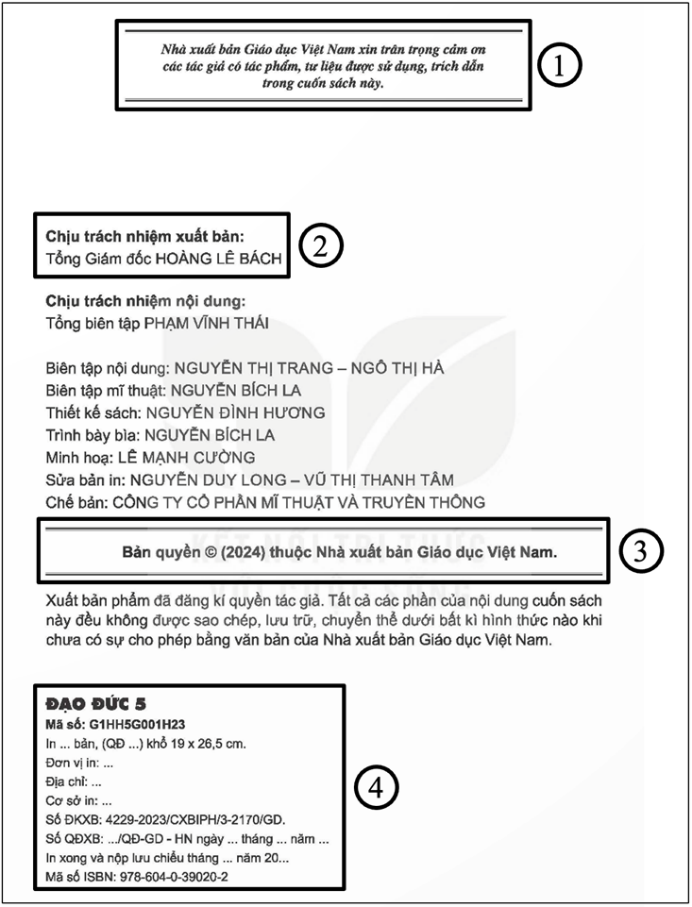 Nhà xuất bản Giáo dục Việt Nam xin trân trọng cảm ơn
các tác giả có tác phẩm, tư liệu được sử dụng, trích dẫn
trong cuốn sách này.
1
Chịu trách nhiệm xuất bản:
Tổng Giám đốc HOÀNG LÊ BÁCH
2
Chịu trách nhiệm nội dung:
Tổng biên tập PHẠM VĨNH THÁI
Biên tập nội dung: NGUYỄN THỊ TRANG – NGÔ THỊ HÀ
Biên tập mĩ thuật: NGUYỄN BÍCH LA
Thiết kế sách: NGUYỄN ĐÌNH HƯƠNG
Trình bày bìa: NGUYỄN BÍCH LA
Minh hoạ: LÊ MẠNH CƯỜNG
Sửa bản in: NGUYỄN DUY LONG – VŨ THỊ THANH TÂM
Chế bản: CÔNG TY CỔ PHẦN MĨ THUẬT VÀ TRUYỀN THÔNG
KẾT NỐI TRI THỨC
VỚI CUỘC SỐNG
Bản quyền © (2024) thuộc Nhà xuất bản Giáo dục Việt Nam.
3
Xuất bản phẩm đã đăng kí quyền tác giả. Tất cả các phần của nội dung cuốn sách
này đều không được sao chép, lưu trữ, chuyển thể dưới bất kì hình thức nào khi
chưa có sự cho phép bằng văn bản của Nhà xuất bản Giáo dục Việt Nam.
ĐẠO ĐỨC 5
Mã số: G1HH5G001H23
In ... bản, (QĐ ...) khổ 19 x 26,5 cm.
Đơn vị in: ...
Địa chỉ: ...
Cơ sở in: ...
Số ĐKXB: 4229-2023/CXBIPH/3-2170/GD.
Số QĐXB: .../QĐ-GD - HN ngày ... tháng ... năm ...
In xong và nộp lưu chiểu tháng ... năm 20...
Mã số ISBN: 978-604-0-39020-2
4